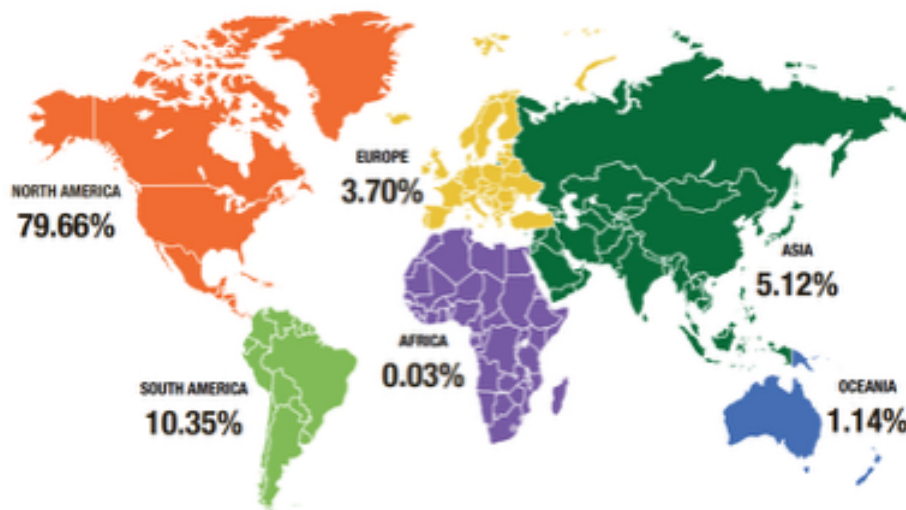 NORTH AMERICA
79.66%
EUROPE
3.70%
ASIA
5.12%
AFRICA
0.03%
SOUTH AMERICA
10.35%
OCEANIA
1.14%